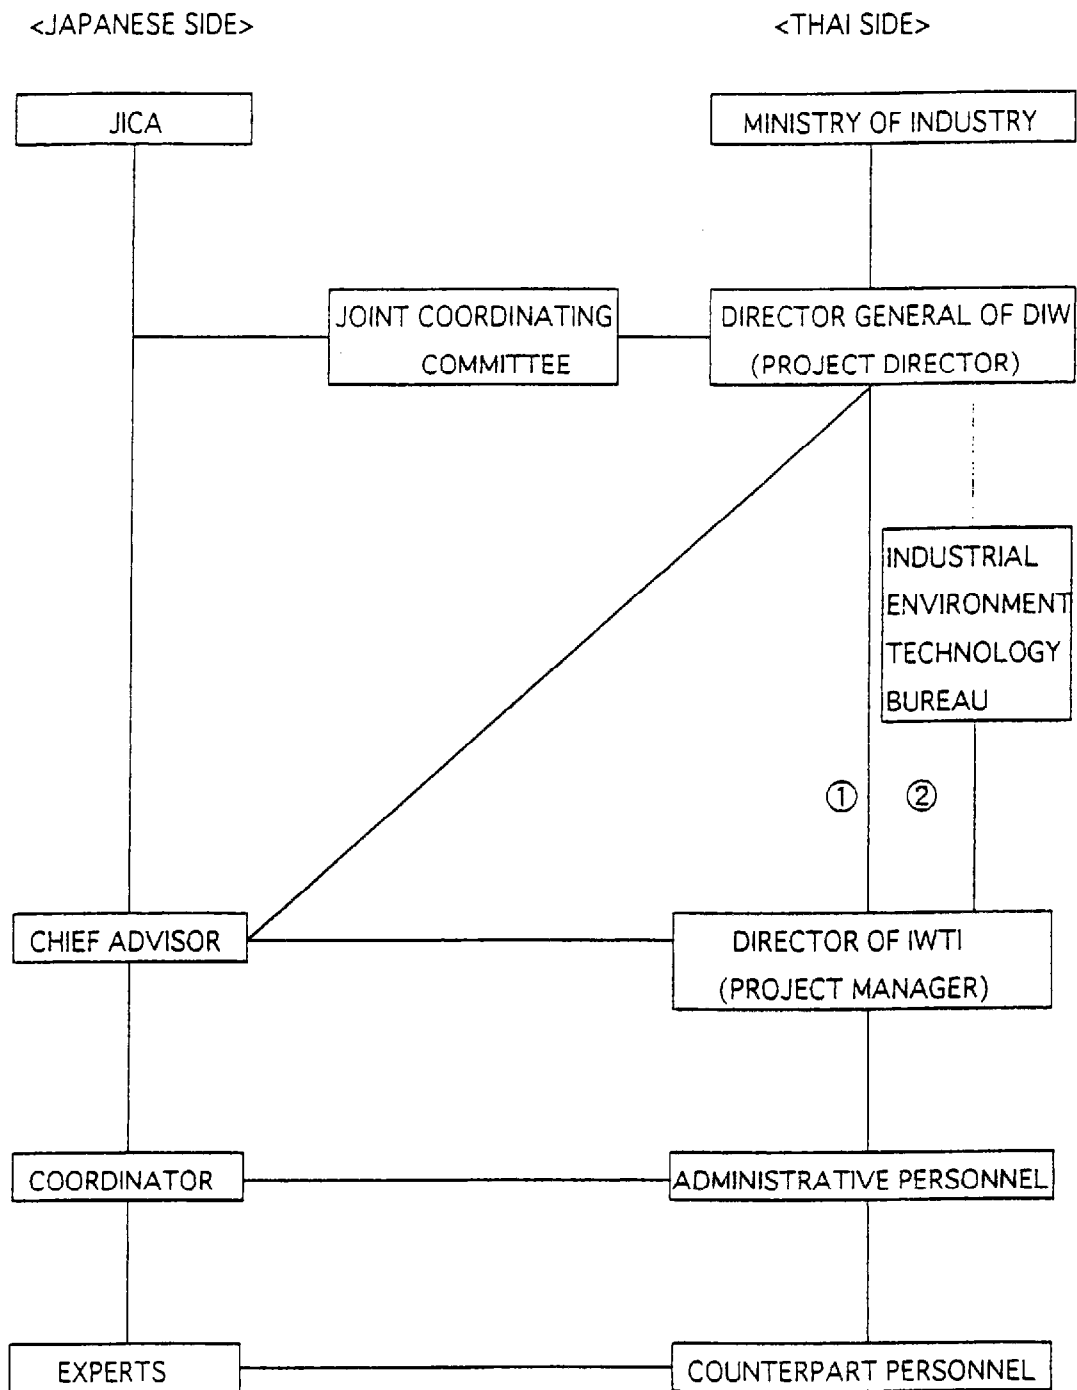 <JAPANESE SIDE>
<THAI SIDE>
JICA
MINISTRY OF INDUSTRY
JOINT COORDINATING
COMMITTEE
DIRECTOR GENERAL OF DIW
(PROJECT DIRECTOR)
INDUSTRIAL
ENVIRONMENT
TECHNOLOGY
BUREAU
① ②
CHIEF ADVISOR
DIRECTOR OF IWTI
(PROJECT MANAGER)
COORDINATOR
ADMINISTRATIVE PERSONNEL
EXPERTS
COUNTERPART PERSONNEL